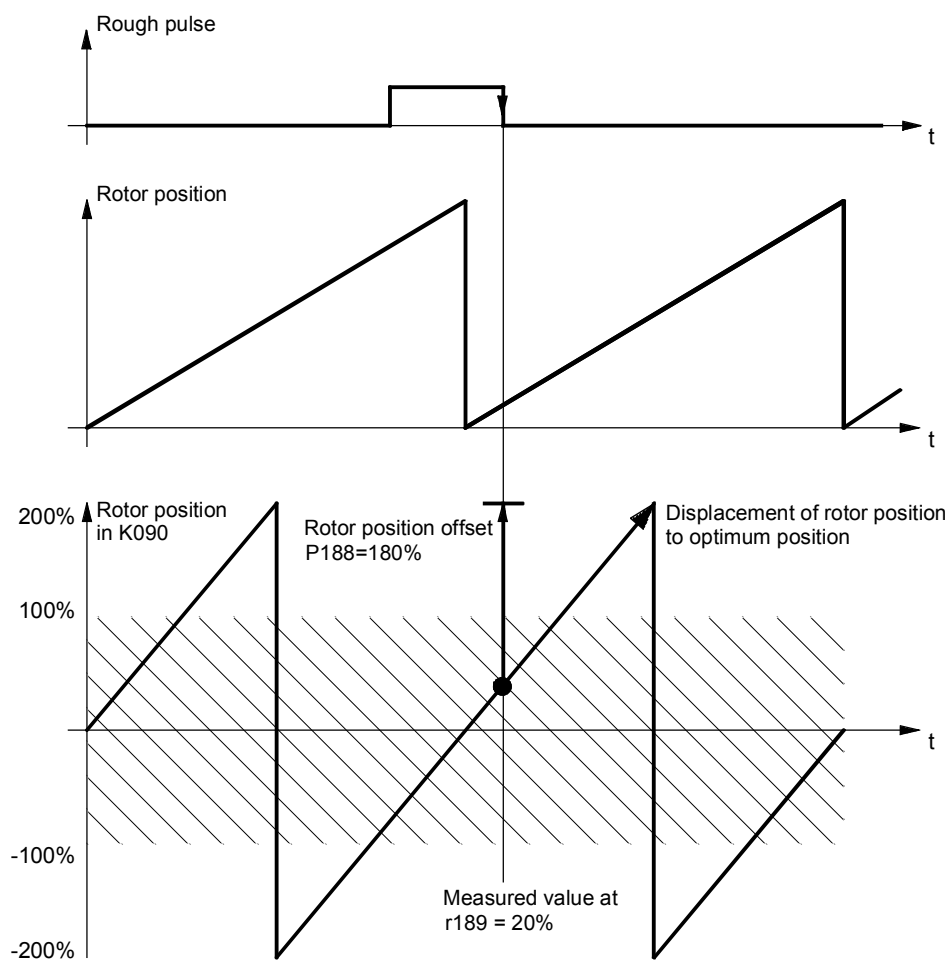 Rough pulse
t
Rotor position
t
200%
Rotor position
in K090
Rotor position offset
P188=180%
Displacement of rotor position
to optimum position
100%
t
-100%
Measured value at
r189 = 20%
-200%